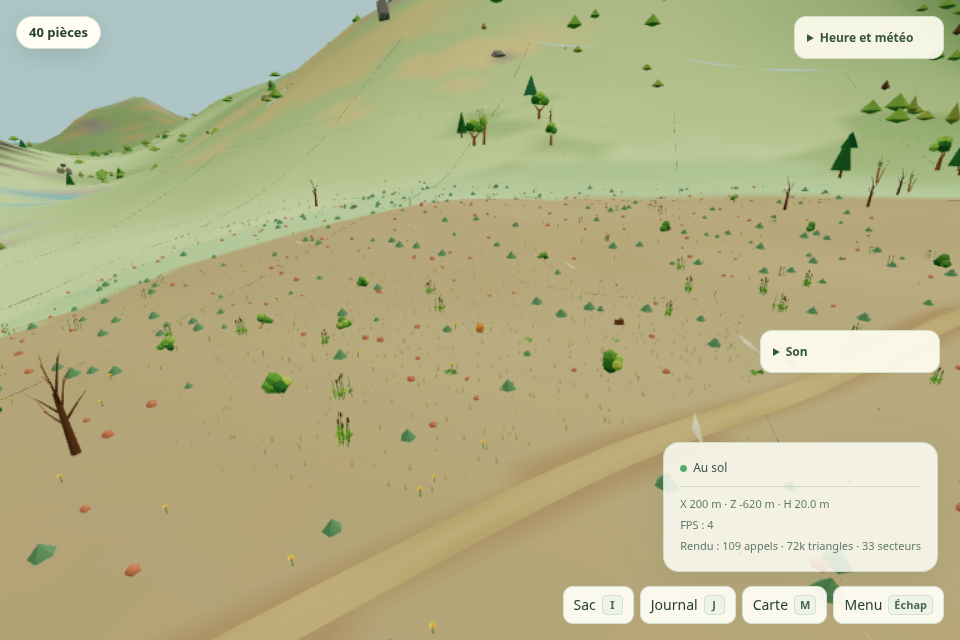 40 pièces
Heure et météo
Son
Au sol
X 200 m · Z -620 m · H 20.0 m
FPS : 4
Rendu : 109 appels · 72k triangles · 33 secteurs
Sac I
Journal J
Carte M
Menu Échap